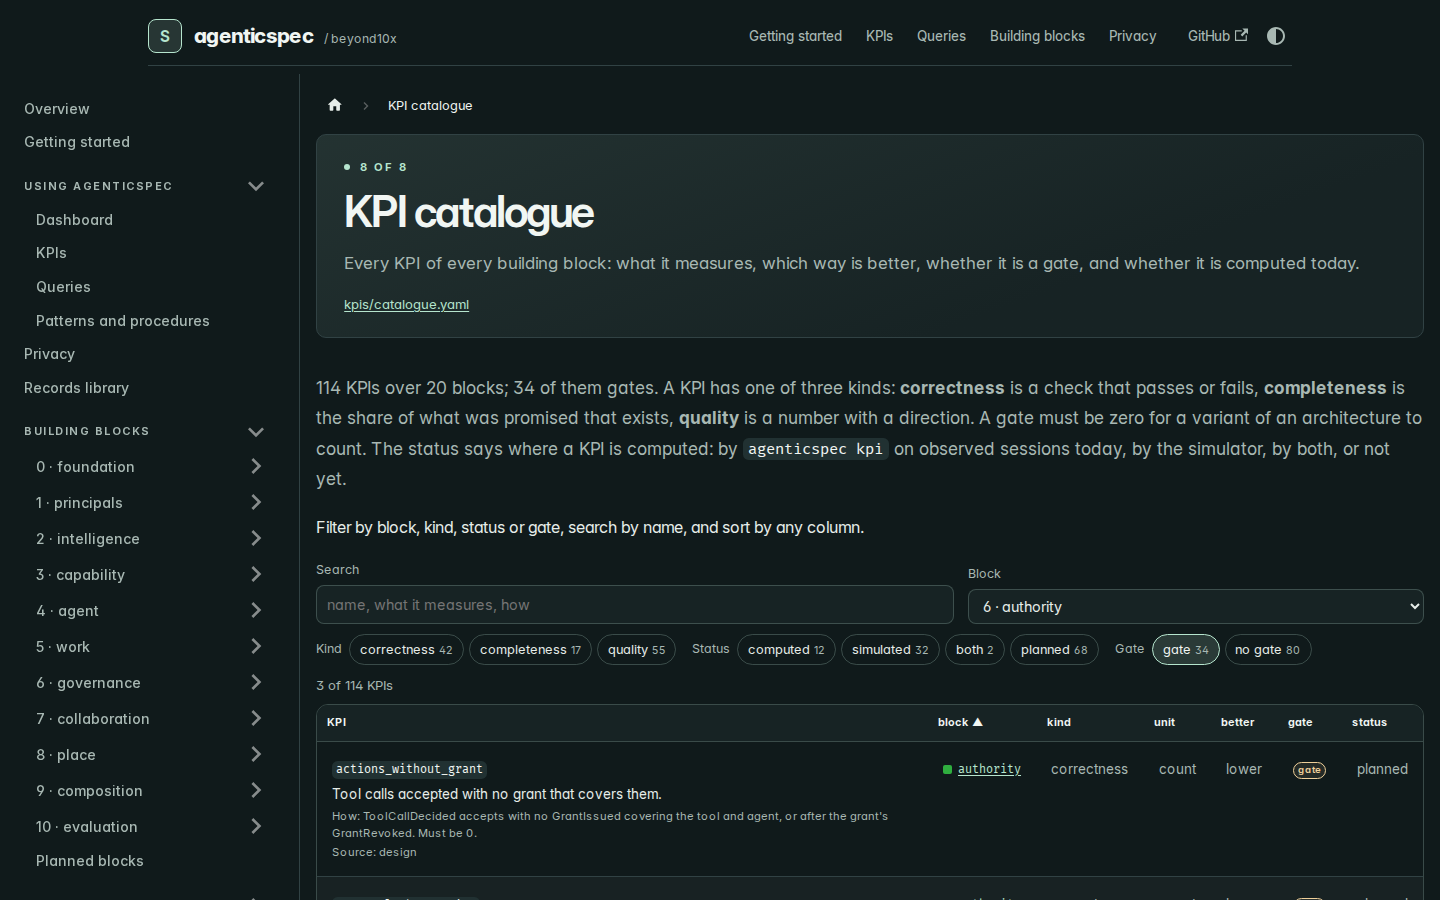 S agenticspec / beyond10x Getting started KPIs Queries Building blocks Privacy GitHub
Overview
Getting started
USING AGENTICSPEC
Dashboard
KPIs
Queries
Patterns and procedures
Privacy
Records library
BUILDING BLOCKS
0 · foundation
1 · principals
2 · intelligence
3 · capability
4 · agent
5 · work
6 · governance
7 · collaboration
8 · place
9 · composition
10 · evaluation
Planned blocks
KPI catalogue
8 OF 8
KPI catalogue
Every KPI of every building block: what it measures, which way is better, whether it is a gate, and whether it is computed today.
kpis/catalogue.yaml
114 KPIs over 20 blocks; 34 of them gates. A KPI has one of three kinds: correctness is a check that passes or fails, completeness is
the share of what was promised that exists, quality is a number with a direction. A gate must be zero for a variant of an architecture to
count. The status says where a KPI is computed: by agenticspec kpi on observed sessions today, by the simulator, by both, or not
yet.
Filter by block, kind, status or gate, search by name, and sort by any column.
Search
name, what it measures, how
Block
6 · authority
Kind correctness 42 completeness 17 quality 55 Status computed 12 simulated 32 both 2 planned 68 Gate gate 34 no gate 80
3 of 114 KPIs
KPI block ▲ kind unit better gate status
actions_without_grant authority correctness count lower gate planned
Tool calls accepted with no grant that covers them.
How: ToolCallDecided accepts with no GrantIssued covering the tool and agent, or after the grant's
GrantRevoked. Must be 0.
Source: design